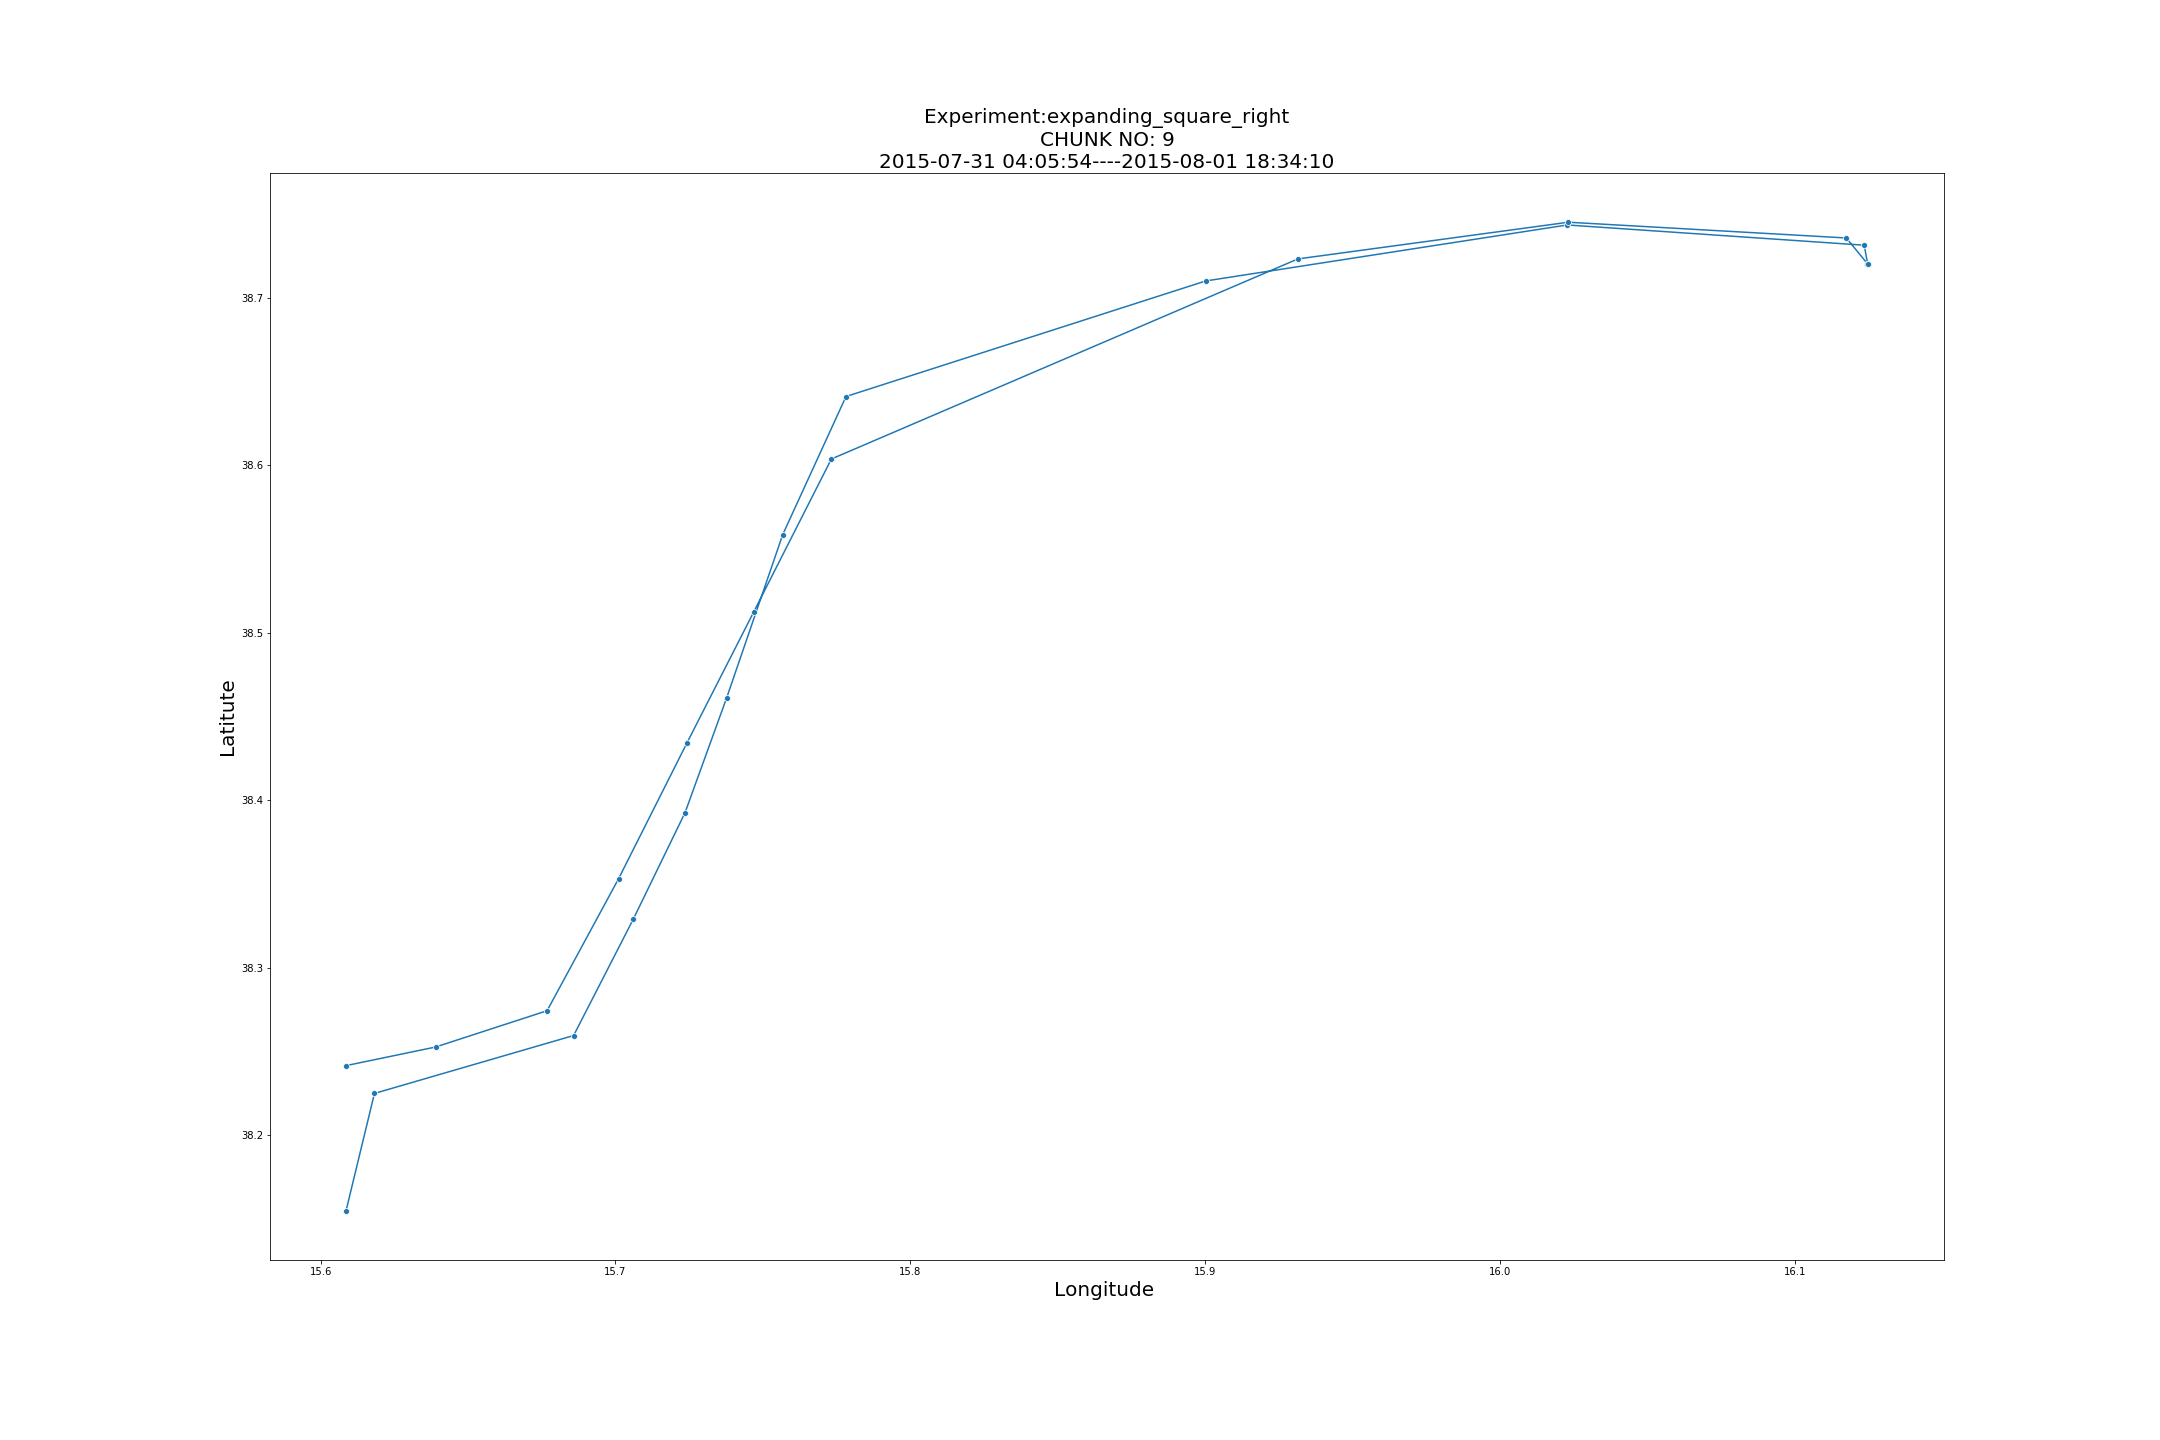 Experiment:expanding_square_right
CHUNK NO: 9
2015-07-31 04:05:54----2015-08-01 18:34:10
38.7
38.6
38.5
38.4
38.3
38.2
Latitute
15.6 15.7 15.8 15.9 16.0 16.1
Longitude